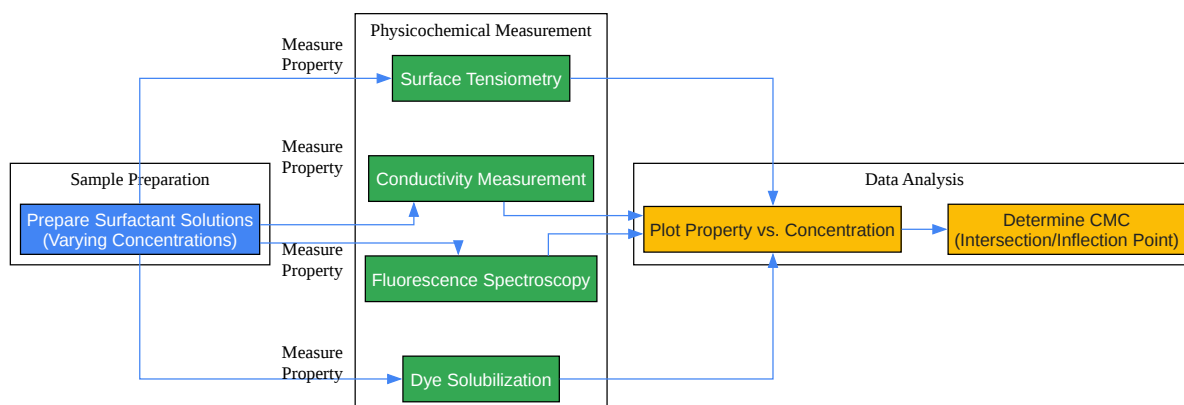 Physicochemical Measurement
Measure
Property
Surface Tensiometry
Measure
Property
Conductivity Measurement
Sample Preparation
Prepare Surfactant Solutions
(Varying Concentrations)
Measure
Property
Fluorescence Spectroscopy
Measure
Property
Dye Solubilization
Data Analysis
Plot Property vs. Concentration
Determine CMC
(Intersection/Inflection Point)